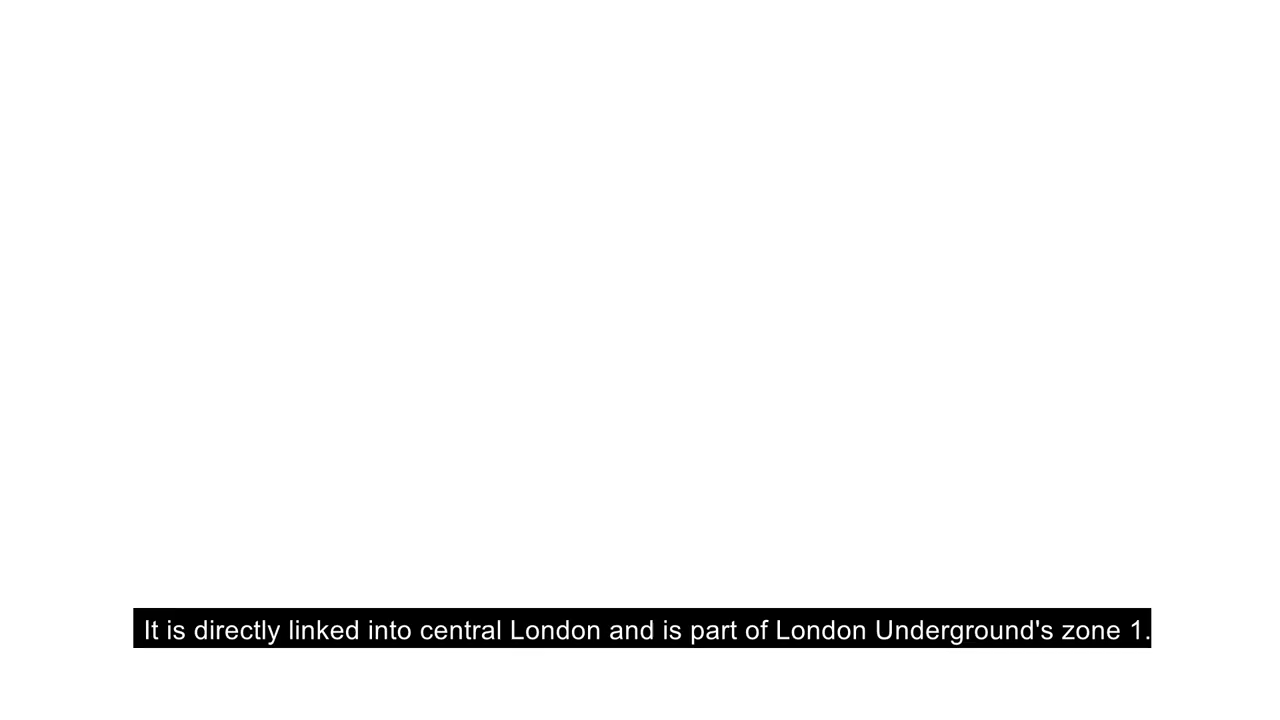 It is directly linked into central London and is part of London Underground's zone 1.